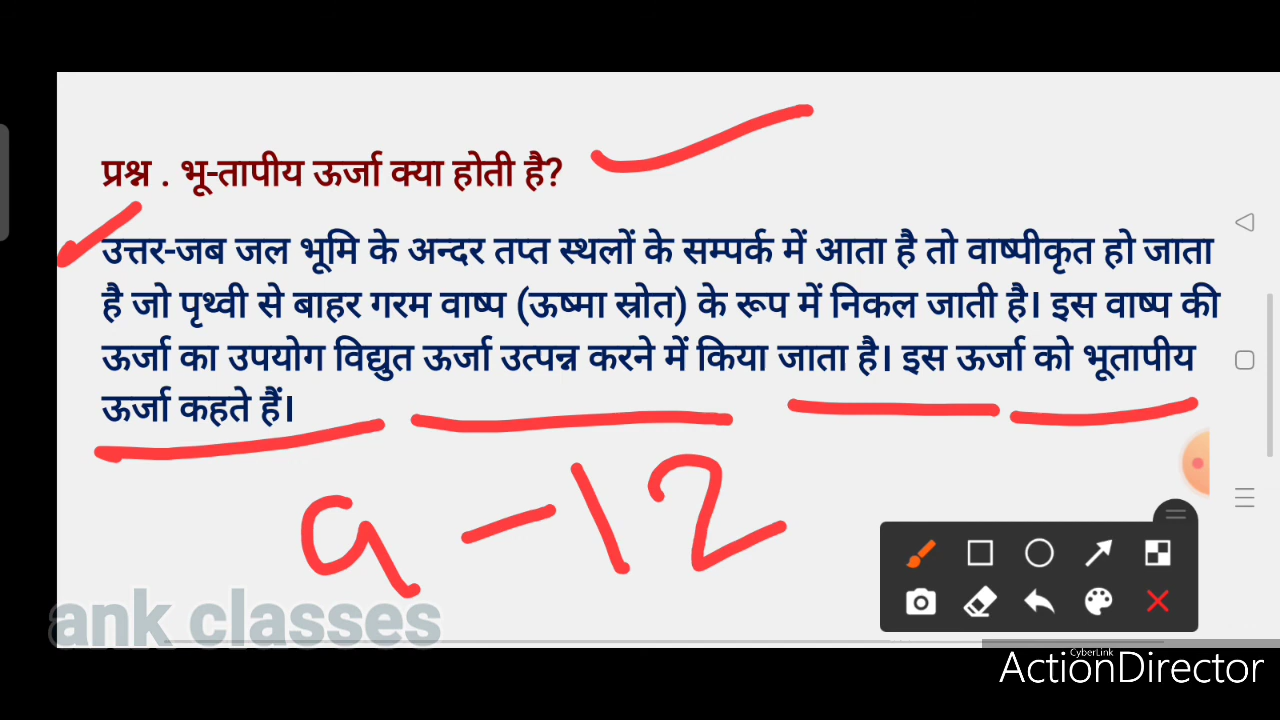 प्रश्न . भू-तापीय ऊर्जा क्या होती है?
उत्तर-जब जल भूमि के अन्दर तप्त स्थलों के सम्पर्क में आता है तो वाष्पीकृत हो जाता
है जो पृथ्वी से बाहर गरम वाष्प (ऊष्मा स्रोत) के रूप में निकल जाती है। इस वाष्प की
ऊर्जा का उपयोग विद्युत ऊर्जा उत्पन्न करने में किया जाता है। इस ऊर्जा को भूतापीय
ऊर्जा कहते हैं।
9-12
ank classes
CyberLink
ActionDirector